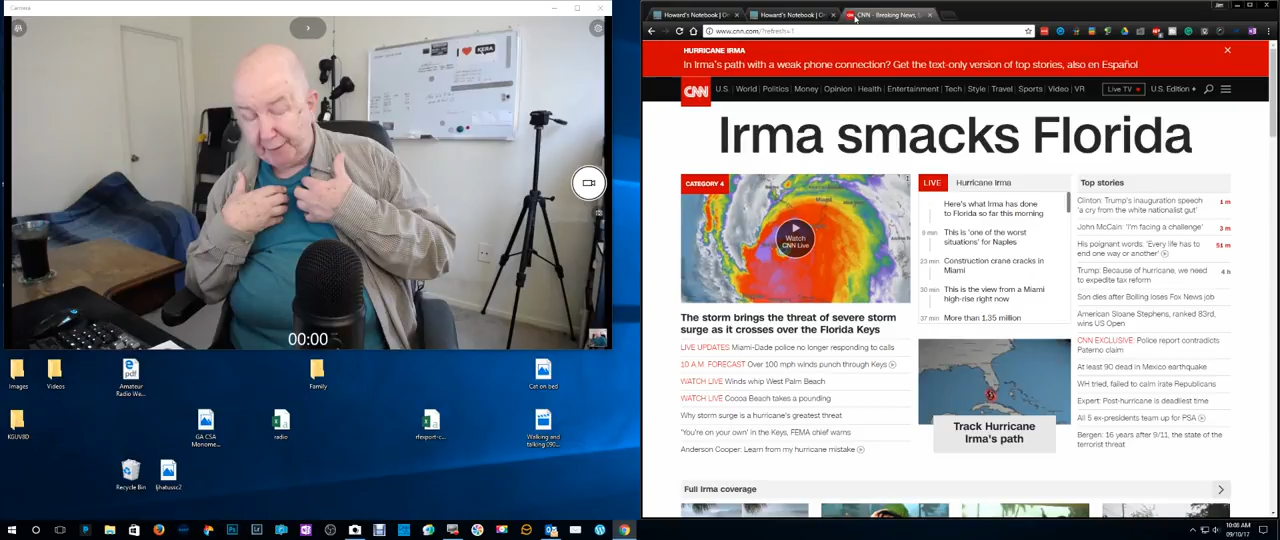 Camera
I ♥ KERA
00:00
Images
Videos
Amateur
Radio Wa...
Family
Cat on bed
KGUV8D
GA CSA
Monome...
radio
rfexport-c...
Walking and
talking (090...
Recycle Bin
ljhatussc2
Howard's Notebook | O
Howard's Notebook | O
CNN - Breaking News,
Jim
www.cnn.com/?refresh=1
HURRICANE IRMA
In Irma's path with a weak phone connection? Get the text-only version of top stories, also en Español
CNN
U.S. World Politics Money Opinion Health Entertainment Tech Style Travel Sports Video VR Live TV U.S. Edition +
Irma smacks Florida
CATEGORY 4
Miami
Watch
CNN Live
The storm brings the threat of severe storm
surge as it crosses over the Florida Keys
LIVE UPDATES Miami-Dade police no longer responding to calls
10 A.M. FORECAST Over 100 mph winds punch through Keys
WATCH LIVE Winds whip West Palm Beach
WATCH LIVE Cocoa Beach takes a pounding
Why storm surge is a hurricane's greatest threat
'You're on your own' in the Keys, FEMA chief warns
Anderson Cooper: Learn from my hurricane mistake
LIVE Hurricane Irma
Here's what Irma has done
to Florida so far this morning
9 min This is 'one of the worst
situations' for Naples
23 min Construction crane cracks in
Miami
30 min This is the view from a Miami
high-rise right now
37 min More than 1.35 million
Track Hurricane
Irma's path
Top stories
Clinton: Trump's inauguration speech 1 m
'a cry from the white nationalist gut'
John McCain: 'I'm facing a challenge' 3 m
His poignant words: 'Every life has to 51 m
end one way or another'
Trump: Because of hurricane, we need 4 h
to expedite tax reform
Son dies after Bolling loses Fox News job
American Sloane Stephens, ranked 83rd,
wins US Open
CNN EXCLUSIVE: Police report contradicts
Paterno claim
At least 90 dead in Mexico earthquake
WH tried, failed to calm irate Republicans
Expert: Post-hurricane is deadliest time
All 5 ex-presidents team up for PSA
Bergen: 16 years after 9/11, the state of the
terrorist threat
Full Irma coverage
10:00 AM
09/10/17